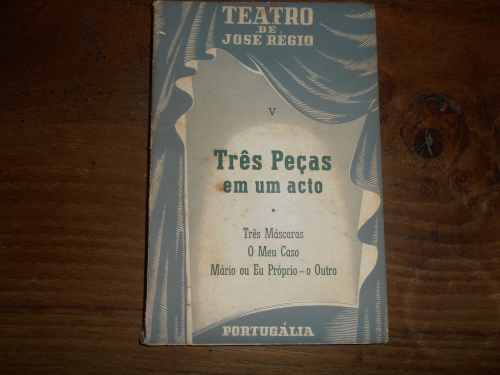 TEATRO
DE
JOSÉ RÉGIO
V
Três Peças
em um acto
Três Máscaras
O Meu Caso
Mário ou Eu Próprio – o Outro
PORTUGÁLIA